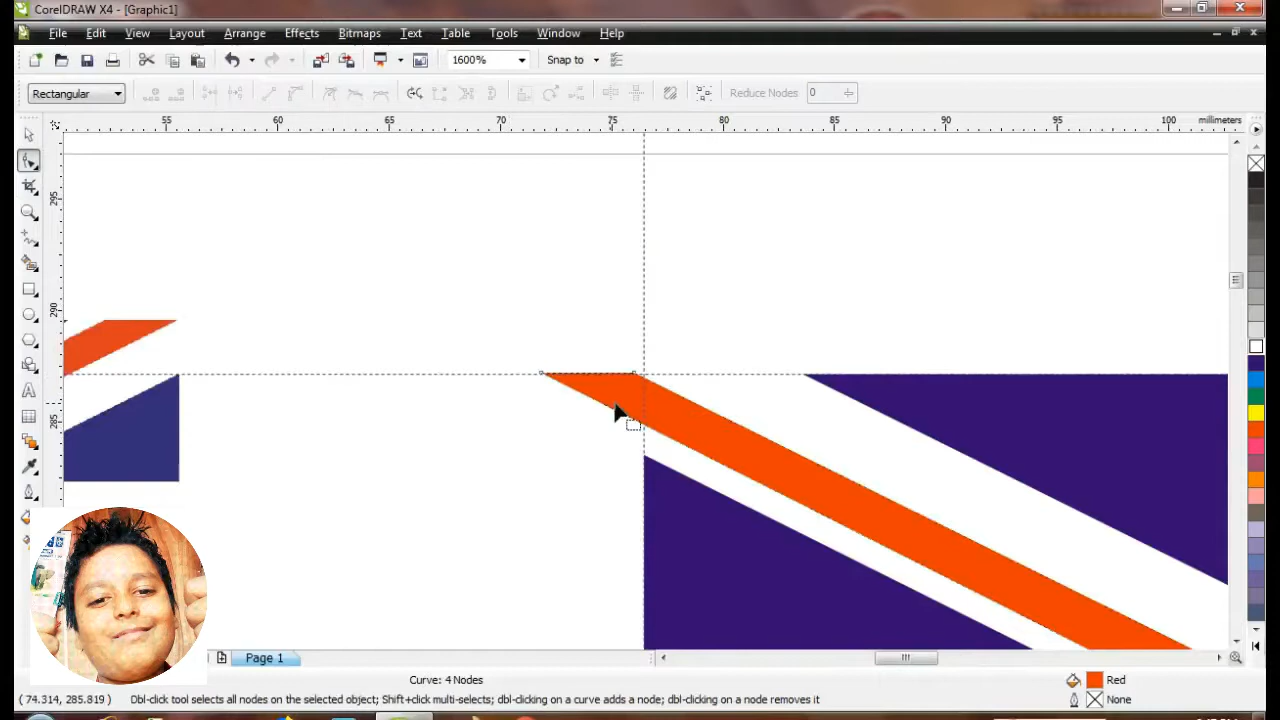 CorelDRAW X4 - [Graphic1]
File Edit View Layout Arrange Effects Bitmaps Text Table Tools Window Help
1600% Snap to
Rectangular Reduce Nodes 0
55 60 65 70 75 80 85 90 95 100 millimeters
295
290
285
Page 1
Curve: 4 Nodes Red
( 74.314, 285.819 ) Dbl-click tool selects all nodes on the selected object; Shift+click multi-selects; dbl-clicking on a curve adds a node; dbl-clicking on a node removes it None